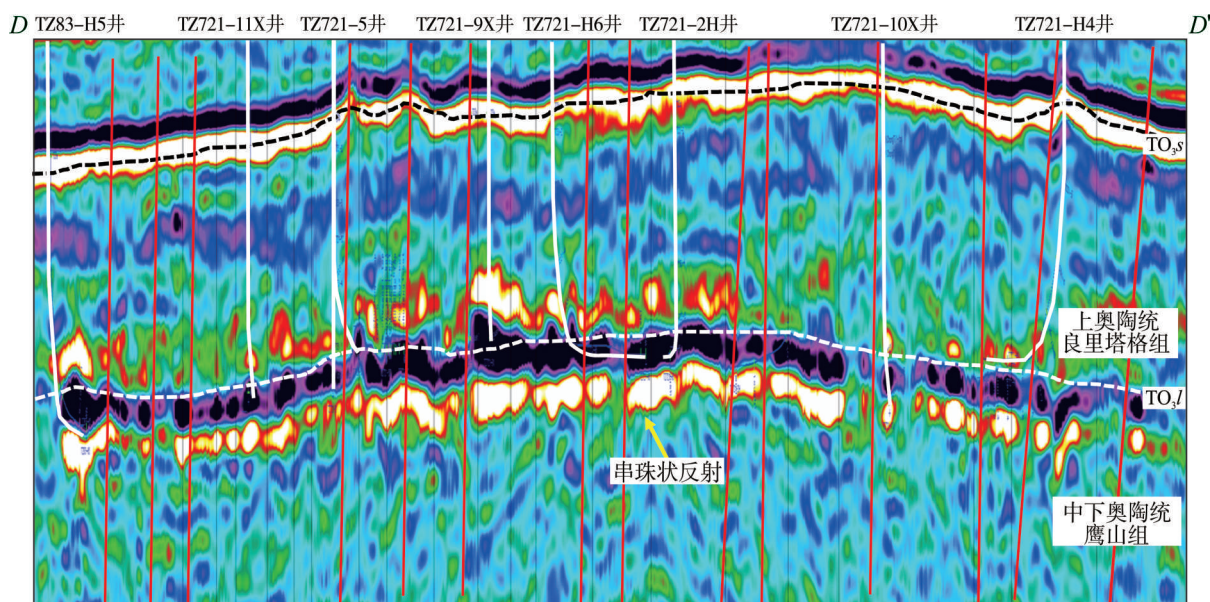 D TZ83-H5井 TZ721-11X井 TZ721-5井 TZ721-9X井 TZ721-H6井 TZ721-2H井 TZ721-10X井 TZ721-H4井 D'
TO₃s
上奥陶统
良里塔格组
TO₃l
串珠状反射
中下奥陶统
鹰山组